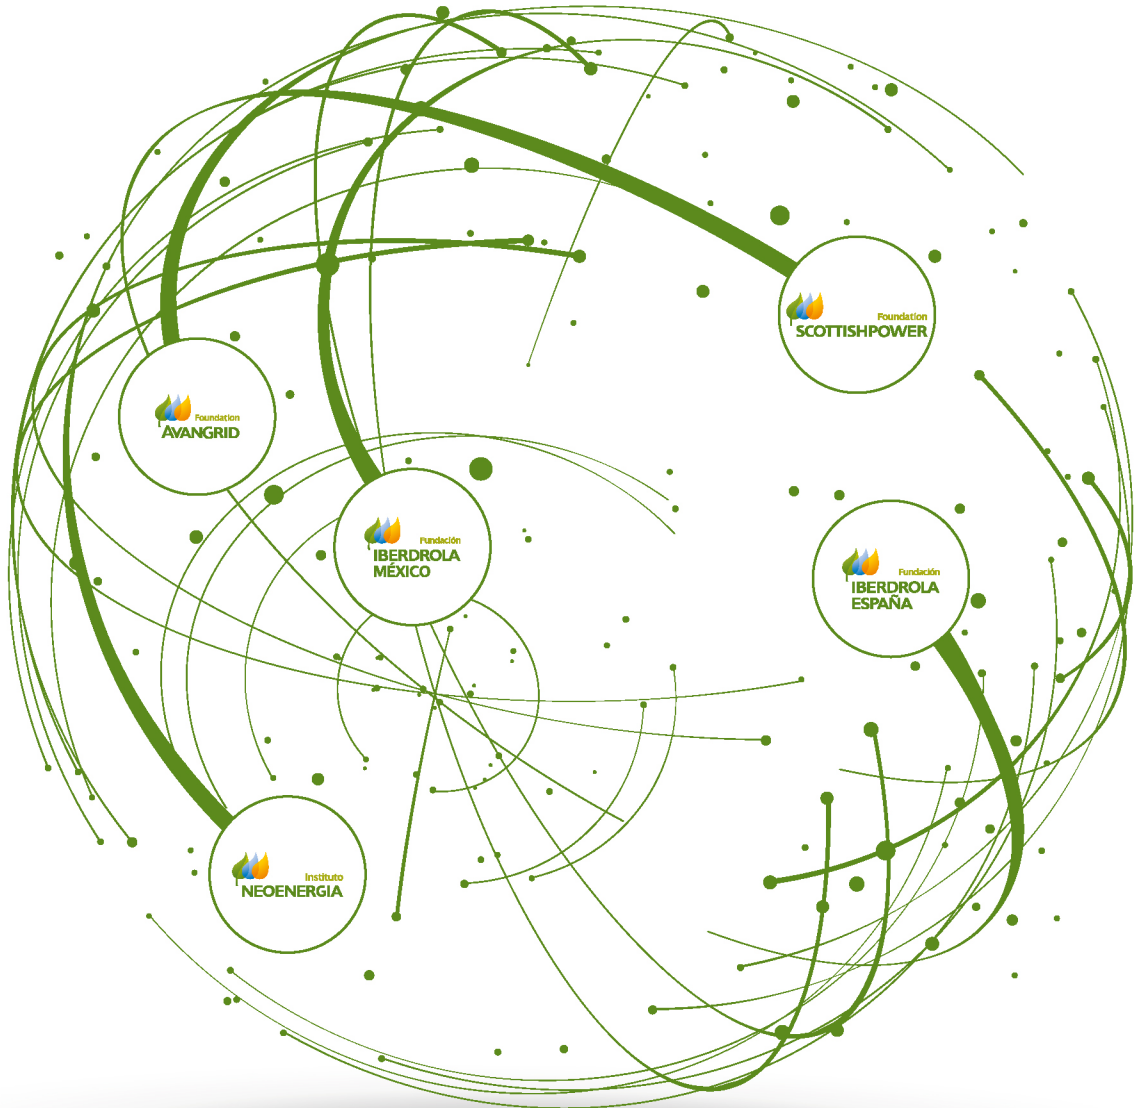 Foundation
SCOTTISHPOWER
Foundation
AVANGRID
Fundación
IBERDROLA
MÉXICO
Fundación
IBERDROLA
ESPAÑA
Instituto
NEOENERGIA